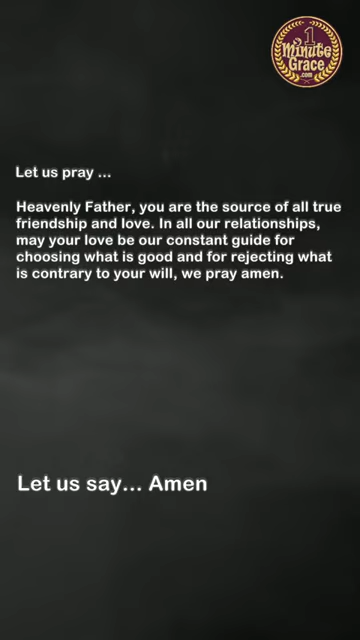 1
Minute
Grace
.com
Let us pray ...
Heavenly Father, you are the source of all true
friendship and love. In all our relationships,
may your love be our constant guide for
choosing what is good and for rejecting what
is contrary to your will, we pray amen.
Let us say... Amen